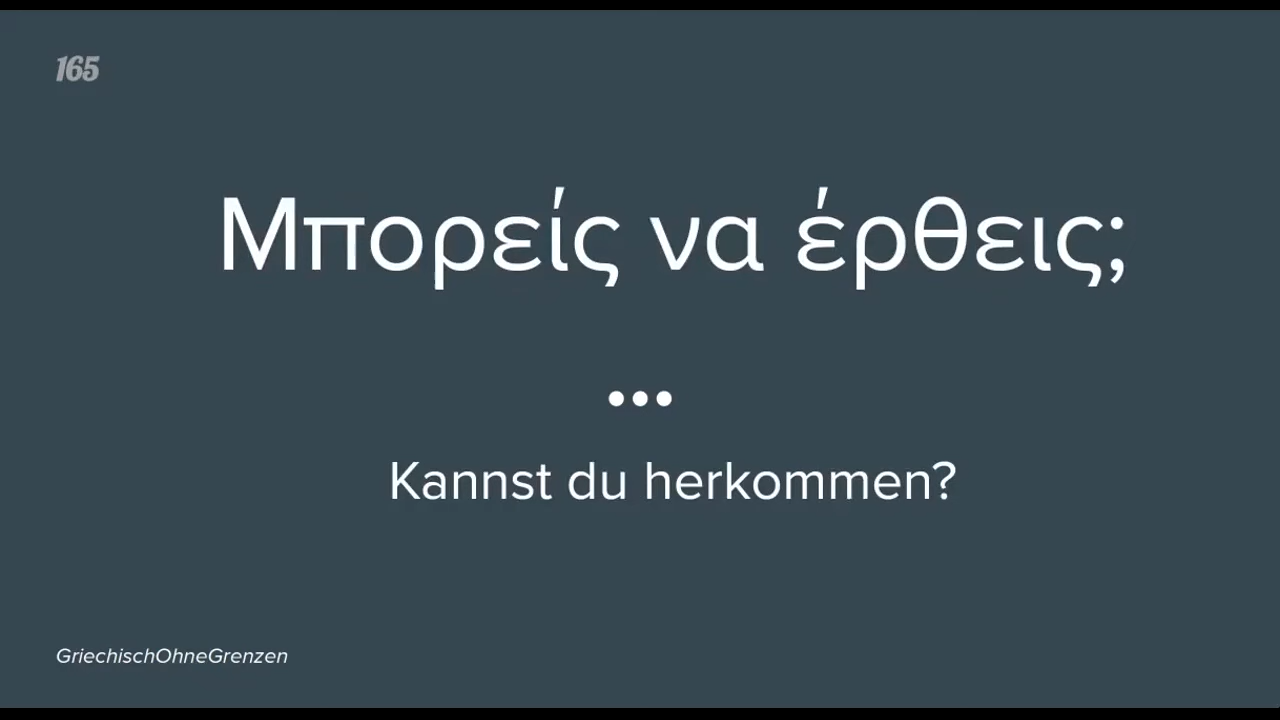 165
Μπορείς να έρθεις;
...
Kannst du herkommen?
GriechischOhneGrenzen